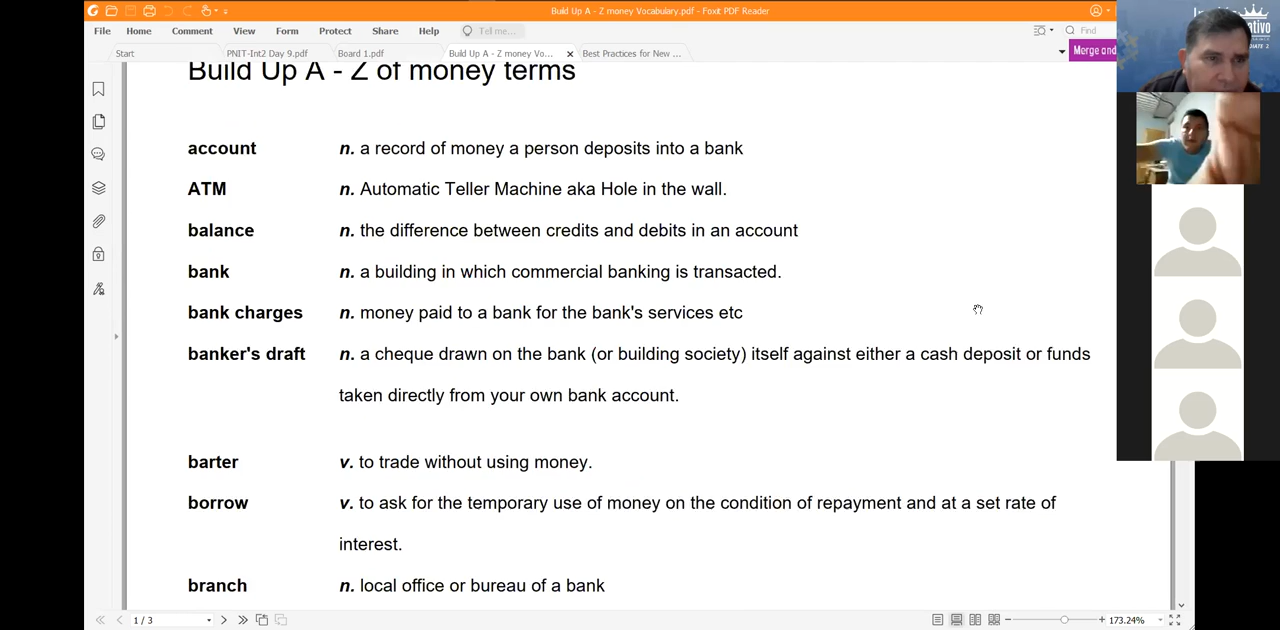 Build Up A - Z money Vocabulary.pdf - Foxit PDF Reader
File Home Comment View Form Protect Share Help Tell me... Find
Start PNIT-Int2 Day 9.pdf Board 1.pdf Build Up A - Z money Vo... Best Practices for New ... Merge and
Build Up A - Z of money terms
account n. a record of money a person deposits into a bank
ATM n. Automatic Teller Machine aka Hole in the wall.
balance n. the difference between credits and debits in an account
bank n. a building in which commercial banking is transacted.
bank charges n. money paid to a bank for the bank's services etc
banker's draft n. a cheque drawn on the bank (or building society) itself against either a cash deposit or funds
taken directly from your own bank account.
barter v. to trade without using money.
borrow v. to ask for the temporary use of money on the condition of repayment and at a set rate of
interest.
branch n. local office or bureau of a bank
1 / 3 173.24%